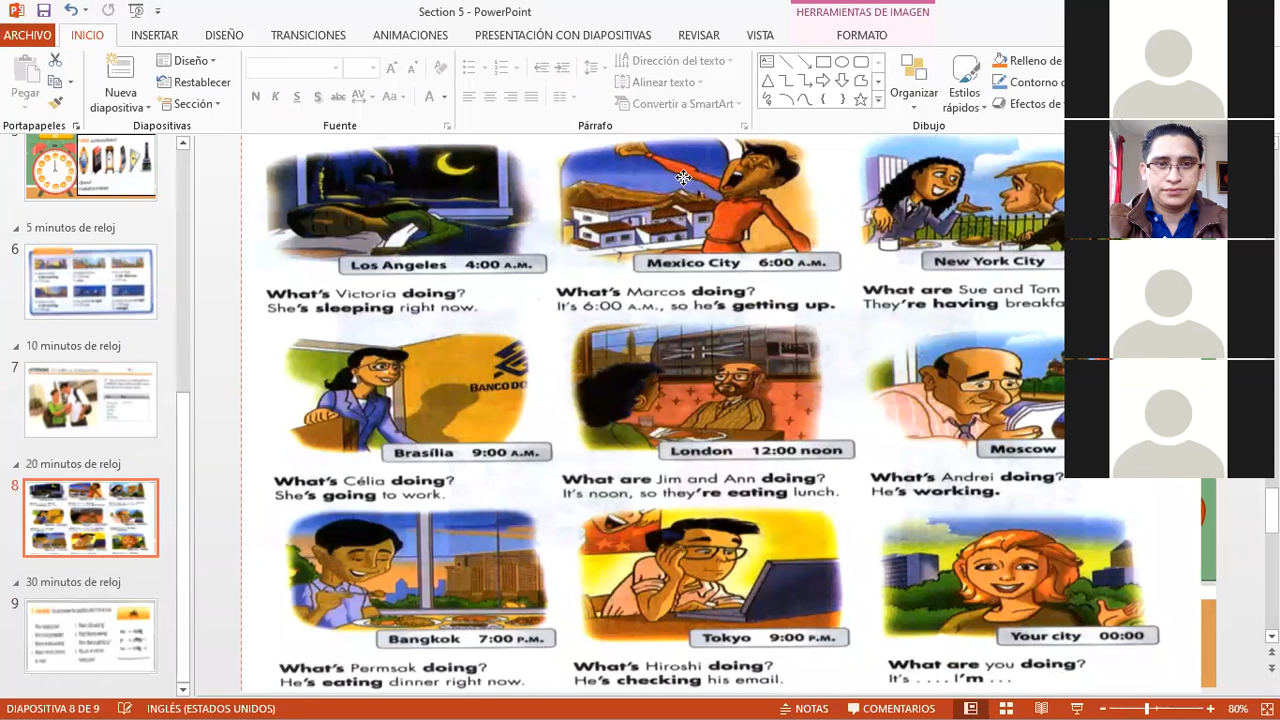 Section 5 - PowerPoint
HERRAMIENTAS DE IMAGEN
ARCHIVO INICIO INSERTAR DISEÑO TRANSICIONES ANIMACIONES PRESENTACIÓN CON DIAPOSITIVAS REVISAR VISTA FORMATO
Pegar
Nueva
diapositiva
Diseño
Restablecer
Sección
N K S S abc AV Aa A
Dirección del texto
Alinear texto
Convertir a SmartArt
Organizar
Estilos
rápidos
Relleno de
Contorno
Efectos de
Portapapeles Diapositivas Fuente Párrafo Dibujo
5 minutos de reloj
6
10 minutos de reloj
7
20 minutos de reloj
8
30 minutos de reloj
9
Los Angeles 4:00 A.M.
What's Victoria doing?
She's sleeping right now.
Mexico City 6:00 A.M.
What's Marcos doing?
It's 6:00 A.M., so he's getting up.
New York City
What are Sue and Tom
They're having breakfa
BANCO DO
Brasília 9:00 A.M.
What's Célia doing?
She's going to work.
London 12:00 noon
What are Jim and Ann doing?
It's noon, so they're eating lunch.
Moscow
What's Andrei doing?
He's working.
Bangkok 7:00 P.M.
What's Permsak doing?
He's eating dinner right now.
Tokyo 9:00 P.M.
What's Hiroshi doing?
He's checking his email.
Your city 00:00
What are you doing?
It's . . . . I'm . . .
DIAPOSITIVA 8 DE 9 INGLÉS (ESTADOS UNIDOS) NOTAS COMENTARIOS 80%